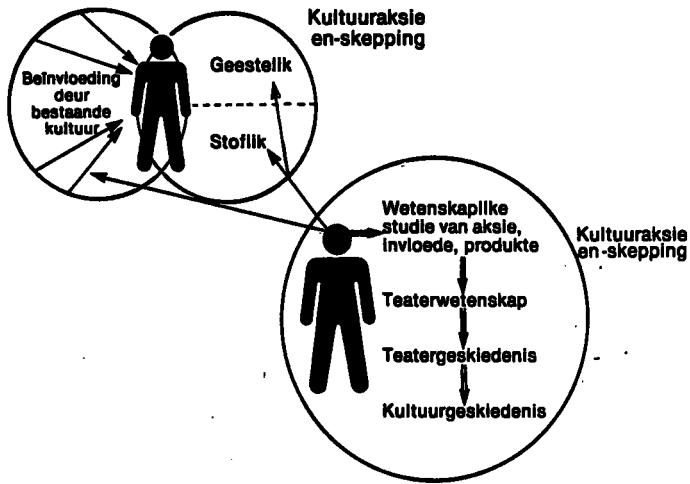 Kultuuraksie
en-skepping
Beïnvloeding
deur
bestaande
kultuur
Geestelik
Stoflik
Wetenskaplike
studie van aksie,
invloede, produkte
Teaterwetenskap
Teatergeskiedenis
Kultuurgeskiedenis
Kultuuraksie
en-skepping